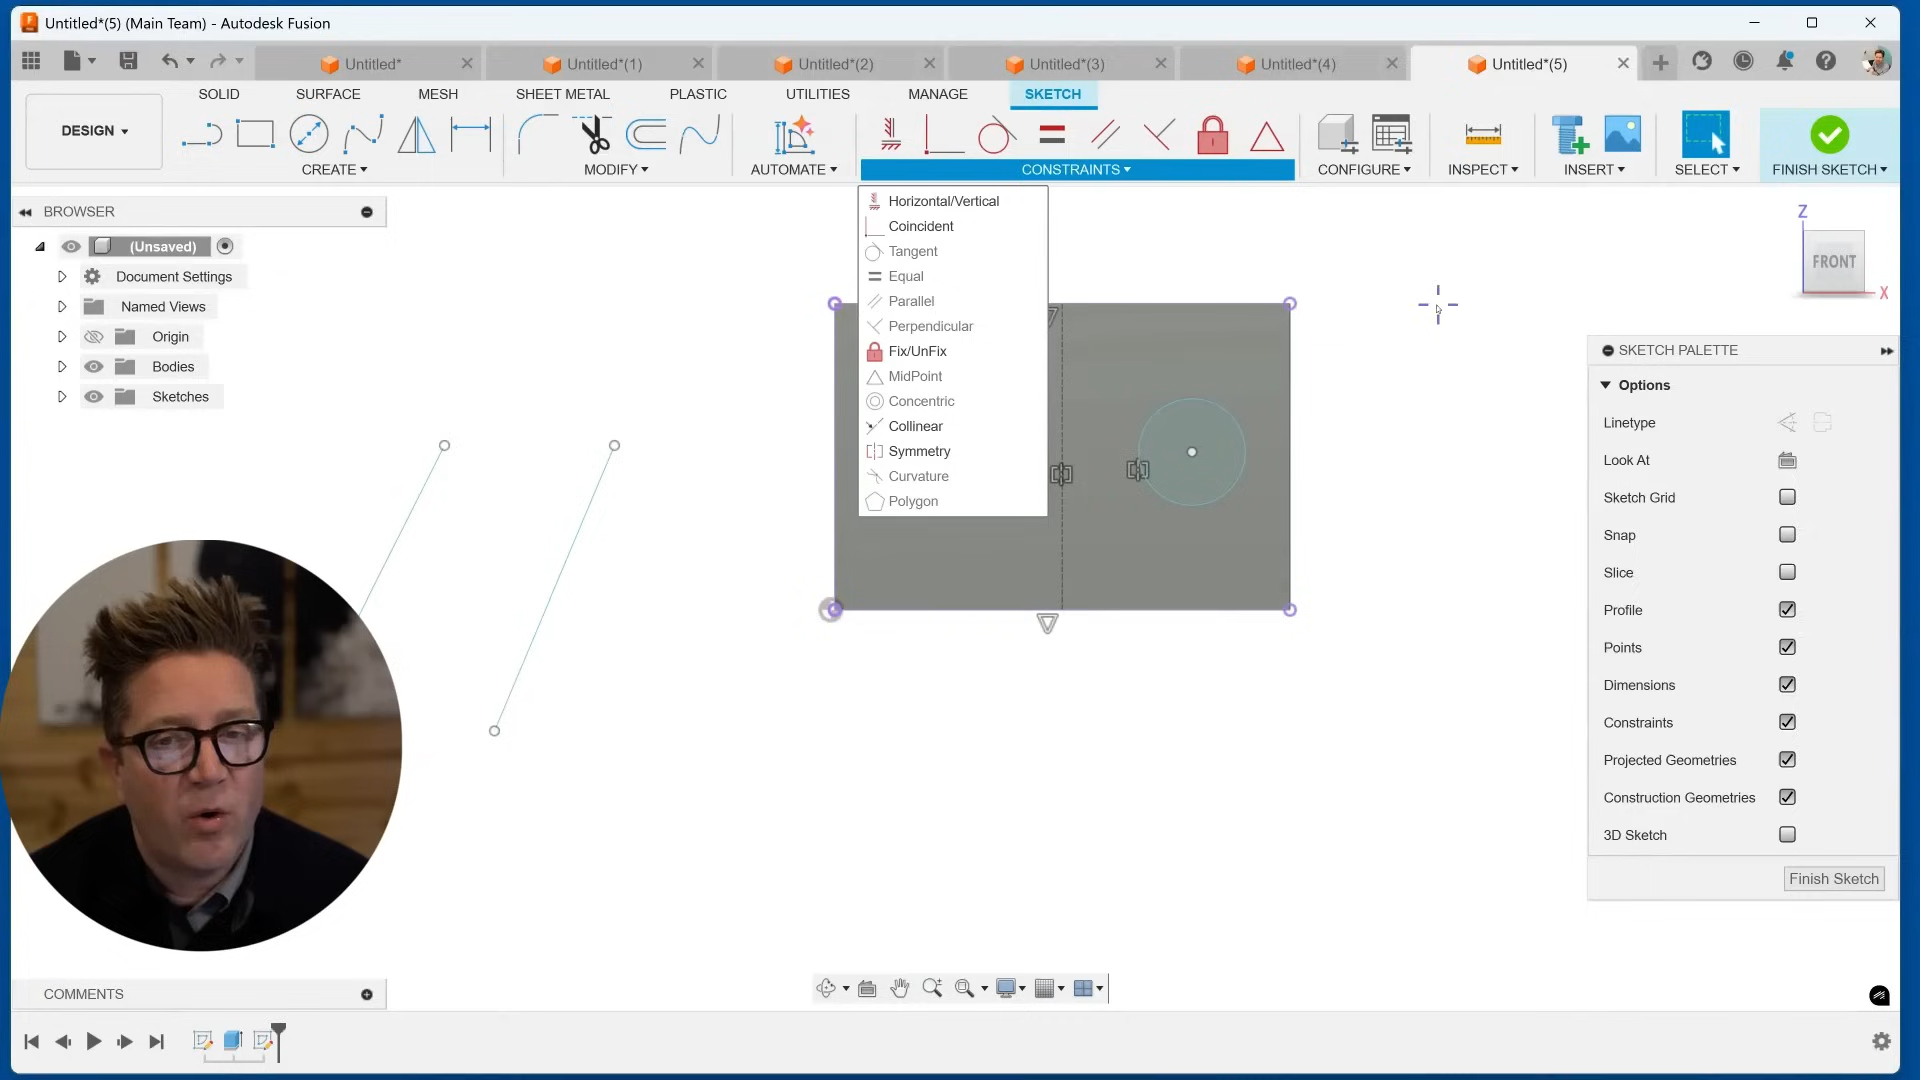 Untitled*(5) (Main Team) - Autodesk Fusion
Untitled*
Untitled*(1)
Untitled*(2)
Untitled*(3)
Untitled*(4)
Untitled*(5)
SOLID
SURFACE
MESH
SHEET METAL
PLASTIC
UTILITIES
MANAGE
SKETCH
DESIGN
CREATE
MODIFY
AUTOMATE
CONSTRAINTS
CONFIGURE
INSPECT
INSERT
SELECT
FINISH SKETCH
BROWSER
(Unsaved)
Document Settings
Named Views
Origin
Bodies
Sketches
Horizontal/Vertical
Coincident
Tangent
Equal
Parallel
Perpendicular
Fix/UnFix
MidPoint
Concentric
Collinear
Symmetry
Curvature
Polygon
Z
FRONT
X
SKETCH PALETTE
Options
Linetype
Look At
Sketch Grid
Snap
Slice
Profile
Points
Dimensions
Constraints
Projected Geometries
Construction Geometries
3D Sketch
Finish Sketch
COMMENTS